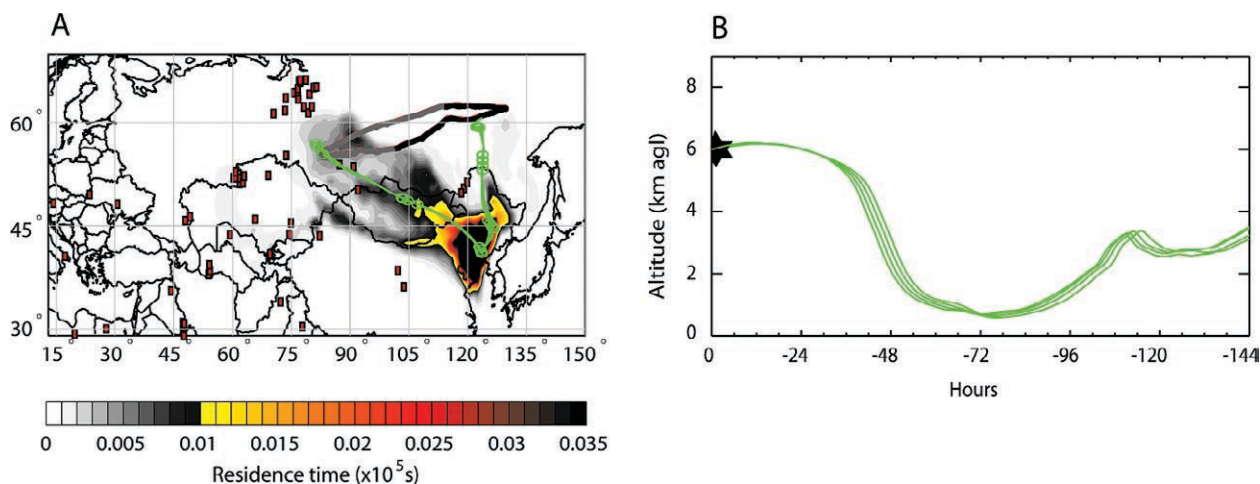 A
60°
45°
30°
15° 30° 45° 60° 75° 90° 105° 120° 135° 150°
0 0.005 0.01 0.015 0.02 0.025 0.03 0.035
Residence time (x10⁵s)
B
8
6
4
2
0
Altitude (km agl)
0 -24 -48 -72 -96 -120 -144
Hours